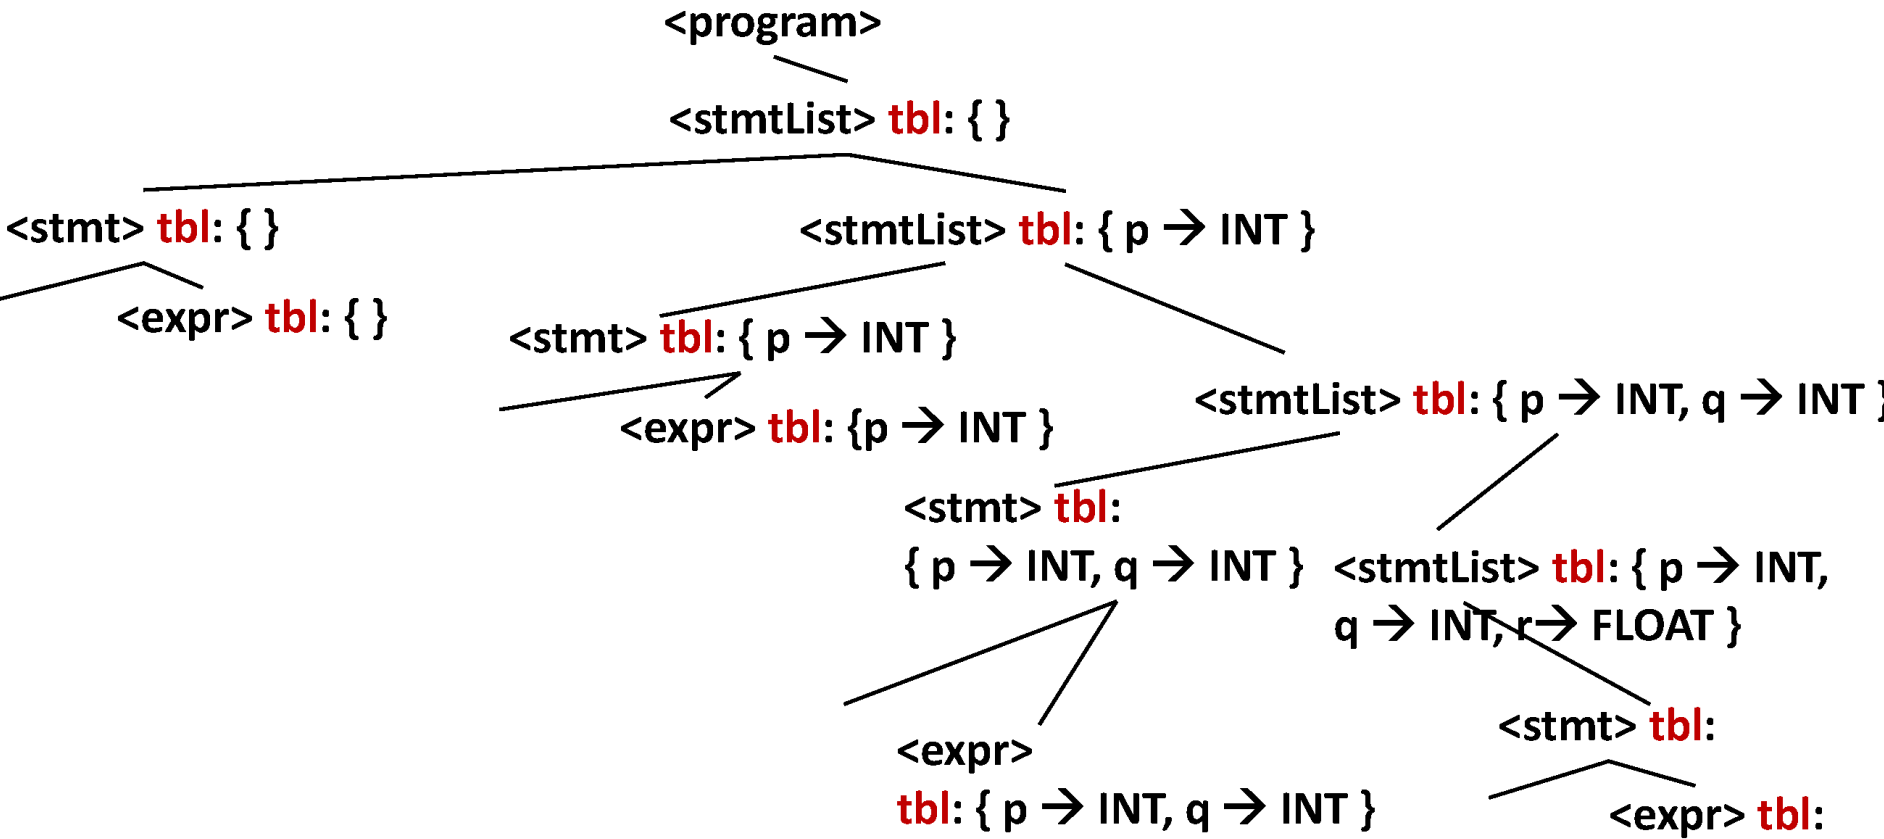 <program>
<stmtList> tbl: { }
<stmt> tbl: { }
<stmtList> tbl: { p → INT }
<expr> tbl: { }
<stmt> tbl: { p → INT }
<stmtList> tbl: { p → INT, q → INT }
<expr> tbl: {p → INT }
<stmt> tbl:
{ p → INT, q → INT }
<stmtList> tbl: { p → INT,
q → INT, r→ FLOAT }
<stmt> tbl:
<expr>
tbl: { p → INT, q → INT }
<expr> tbl: